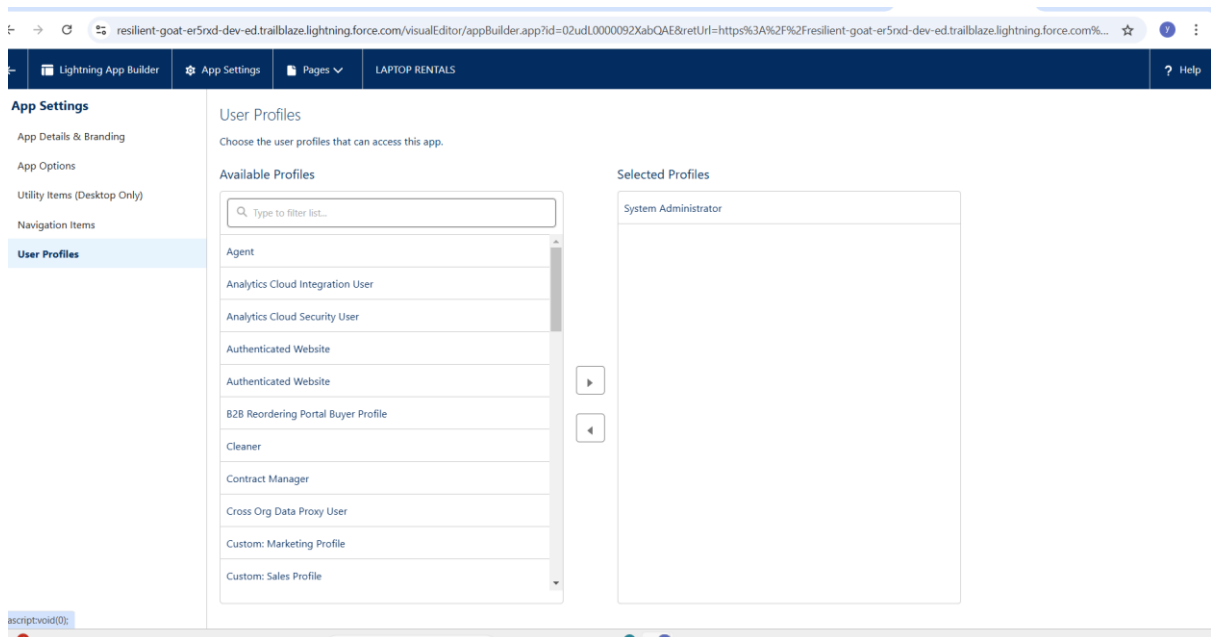 resilient-goat-er5rxd-dev-ed.trailblaze.lightning.force.com/visualEditor/appBuilder.app?id=02udL0000092XabQAE&retUrl=https%3A%2F%2Fresilient-goat-er5rxd-dev-ed.trailblaze.lightning.force.com%...
y
Lightning App Builder
App Settings
Pages
LAPTOP RENTALS
? Help
App Settings
App Details & Branding
App Options
Utility Items (Desktop Only)
Navigation Items
User Profiles
User Profiles
Choose the user profiles that can access this app.
Available Profiles
Type to filter list...
Agent
Analytics Cloud Integration User
Analytics Cloud Security User
Authenticated Website
Authenticated Website
B2B Reordering Portal Buyer Profile
Cleaner
Contract Manager
Cross Org Data Proxy User
Custom: Marketing Profile
Custom: Sales Profile
Selected Profiles
System Administrator
ascript:void(0);